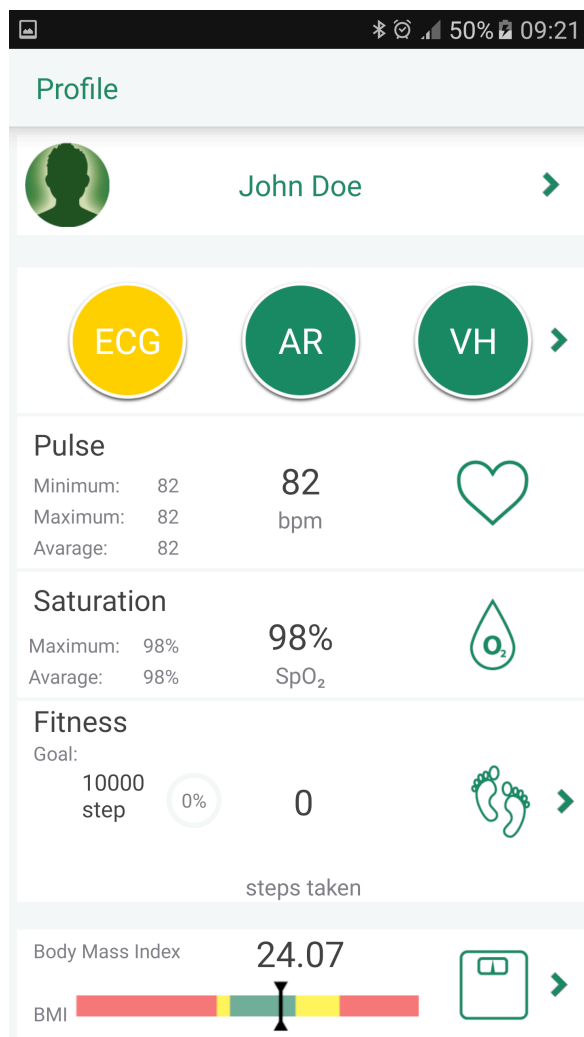 50% 09:21
Profile
John Doe
ECG AR VH
Pulse
Minimum: 82
Maximum: 82
Avarage: 82
82
bpm
Saturation
Maximum: 98%
Avarage: 98%
98%
SpO₂
O₂
Fitness
Goal:
10000
step
0%
0
steps taken
Body Mass Index
24.07
BMI